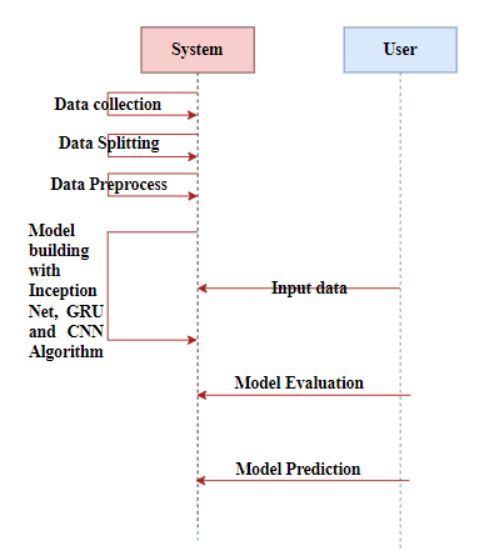 System
User
Data collection
Data Splitting
Data Preprocess
Model
building
with
Inception
Net, GRU
and CNN
Algorithm
Input data
Model Evaluation
Model Prediction